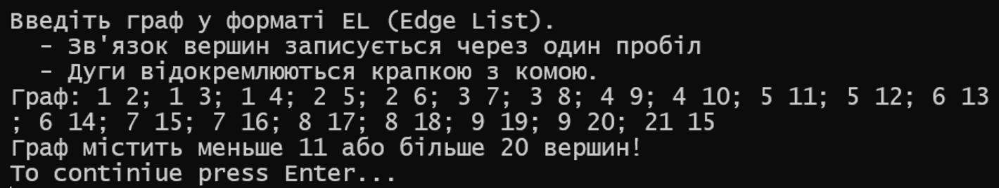 Введіть граф у форматі EL (Edge List).
- Зв'язок вершин записується через один пробіл
- Дуги відокремлюються крапкою з комою.
Граф: 1 2; 1 3; 1 4; 2 5; 2 6; 3 7; 3 8; 4 9; 4 10; 5 11; 5 12; 6 13
; 6 14; 7 15; 7 16; 8 17; 8 18; 9 19; 9 20; 21 15
Граф містить меньше 11 або більше 20 вершин!
To continiue press Enter...